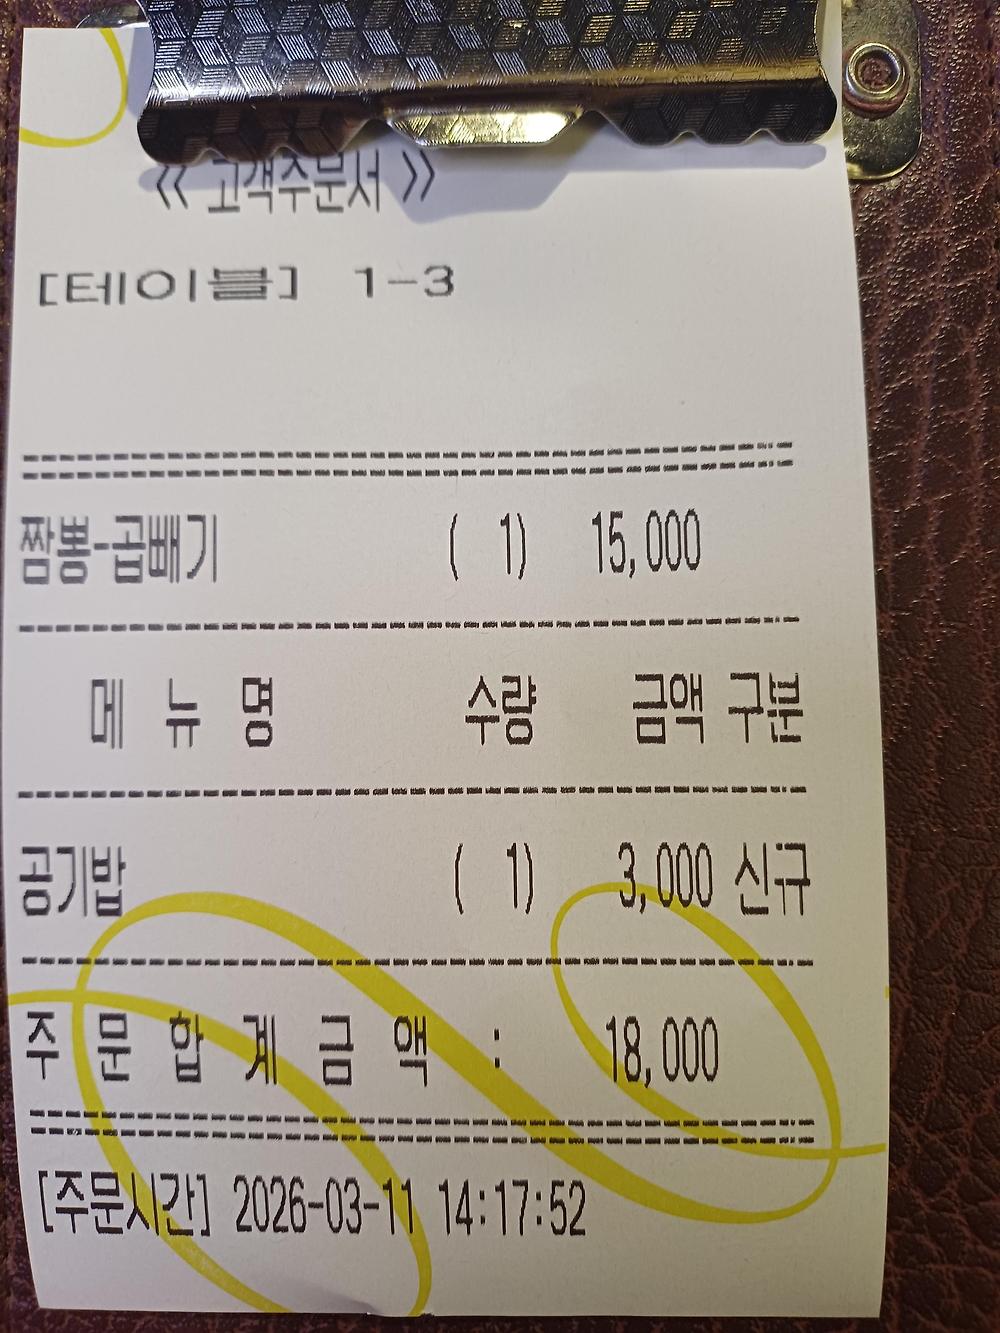 << 고객주문서 >>
[테이블] 1-3
짬뽕-곱빼기 ( 1) 15,000
메 뉴 명 수량 금액 구분
공기밥 ( 1) 3,000 신규
주 문 합 계 금 액 : 18,000
[주문시간] 2026-03-11 14:17:52